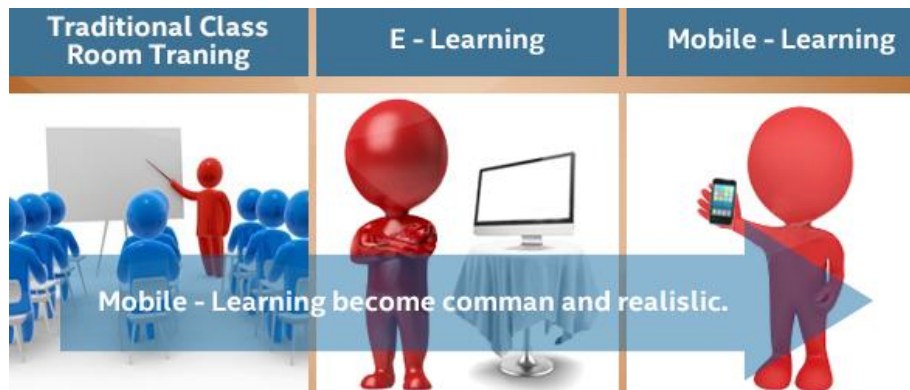 Traditional Class
Room Traning
E - Learning
Mobile - Learning
Mobile - Learning become comman and realislic.